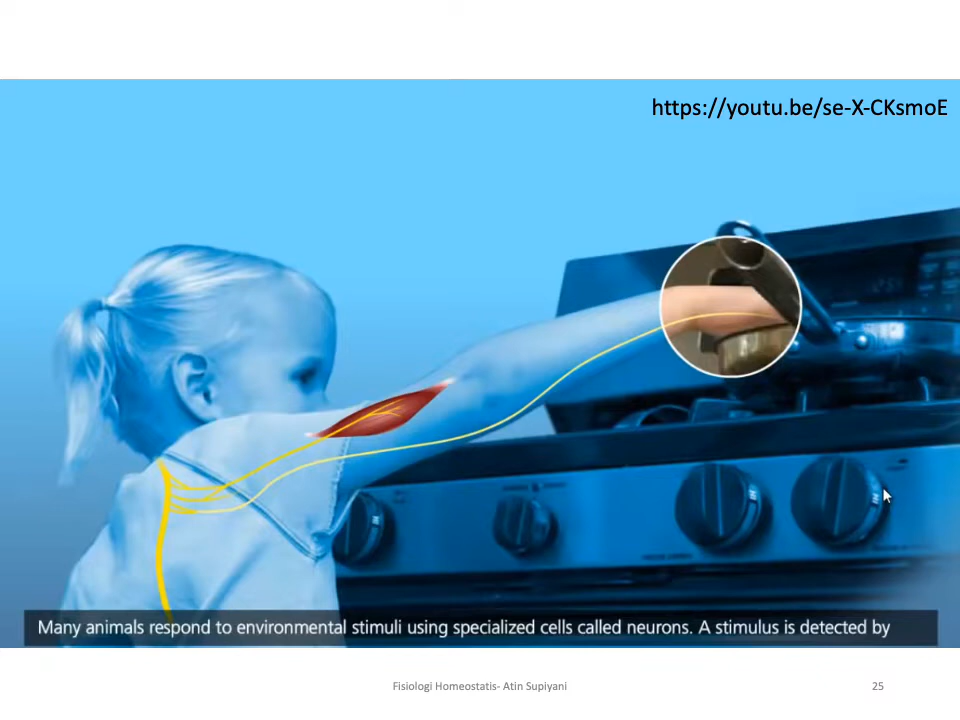 https://youtu.be/se-X-CKsmoE
Many animals respond to environmental stimuli using specialized cells called neurons. A stimulus is detected by
Fisiologi Homeostatis- Atin Supiyani
25